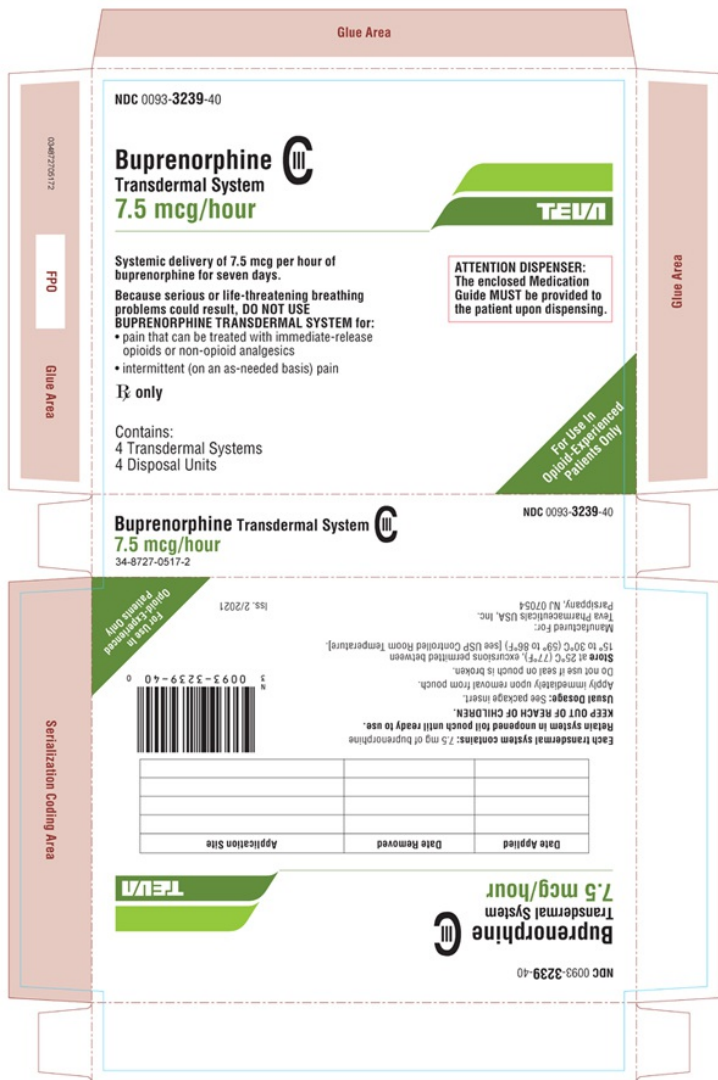 Glue Area
NDC 0093-3239-40
Buprenorphine CIII
Transdermal System
7.5 mcg/hour
TEVA
Systemic delivery of 7.5 mcg per hour of
buprenorphine for seven days.
Because serious or life-threatening breathing
problems could result, DO NOT USE
BUPRENORPHINE TRANSDERMAL SYSTEM for:
• pain that can be treated with immediate-release
opioids or non-opioid analgesics
• intermittent (on an as-needed basis) pain
Rx only
Contains:
4 Transdermal Systems
4 Disposal Units
ATTENTION DISPENSER:
The enclosed Medication
Guide MUST be provided to
the patient upon dispensing.
For Use In
Opioid-Experienced
Patients Only
034872705172
FPO
Glue Area
Glue Area
Buprenorphine Transdermal System CIII
7.5 mcg/hour
34-8727-0517-2
NDC 0093-3239-40
Serialization Coding Area
NDC 0093-3239-40
Buprenorphine CIII
Transdermal System
7.5 mcg/hour
TEVA
Date Applied Date Removed Application Site
Each transdermal system contains: 7.5 mg of buprenorphine
Retain system in unopened foil pouch until ready to use.
KEEP OUT OF REACH OF CHILDREN.
Usual Dosage: See package insert.
Apply immediately upon removal from pouch.
Do not use if seal on pouch is broken.
Store at 25°C (77°F), excursions permitted between
15° to 30°C (59° to 86°F) [see USP Controlled Room Temperature].
Manufactured For:
Teva Pharmaceuticals USA, Inc.
Parsippany, NJ 07054
Iss. 2/2021
N
3 0093-3239-40 0
For Use In
Opioid-Experienced
Patients Only